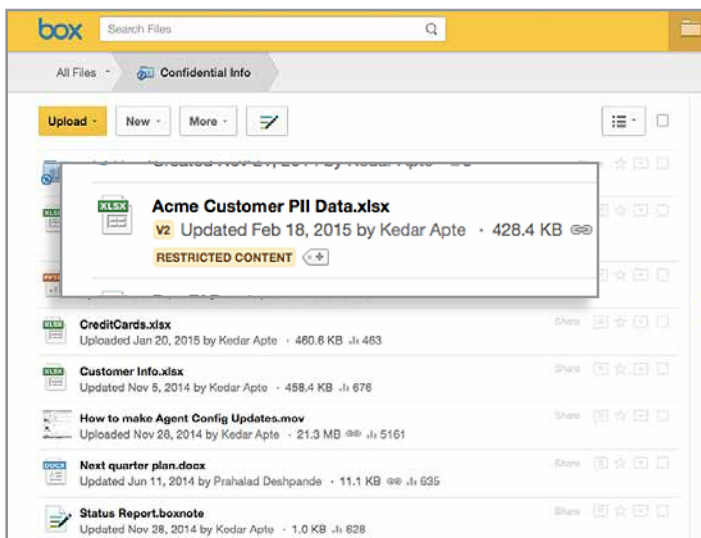 box
Search Files
All Files
Confidential Info
Upload
New
More
XLSX
Acme Customer PII Data.xlsx
V2 Updated Feb 18, 2015 by Kedar Apte · 428.4 KB
RESTRICTED CONTENT
XLSX
CreditCards.xlsx
Share
Uploaded Jan 20, 2015 by Kedar Apte · 460.6 KB 463
XLSX
Customer Info.xlsx
Share
Updated Nov 5, 2014 by Kedar Apte · 458.4 KB 676
How to make Agent Config Updates.mov
Share
Uploaded Nov 28, 2014 by Kedar Apte · 21.3 MB 5161
DOCX
Next quarter plan.docx
Share
Updated Jun 11, 2014 by Prahalad Deshpande · 11.1 KB 635
Status Report.boxnote
Share
Updated Nov 28, 2014 by Kedar Apte · 1.0 KB 628